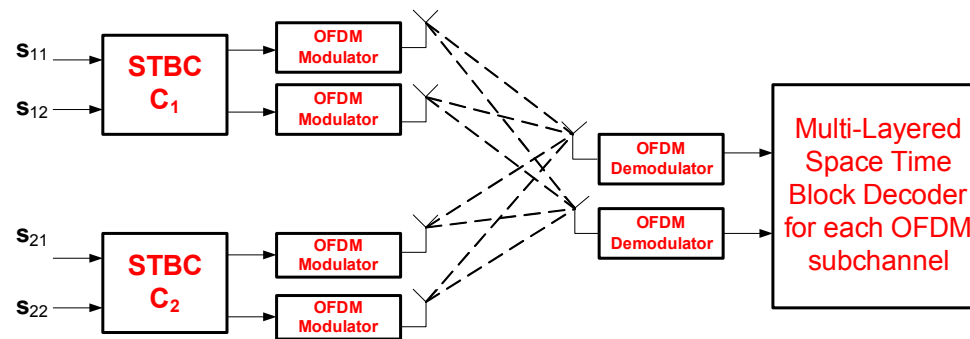 s11
s12
STBC
C1
OFDM
Modulator
OFDM
Modulator
s21
s22
STBC
C2
OFDM
Modulator
OFDM
Modulator
OFDM
Demodulator
OFDM
Demodulator
Multi-Layered
Space Time
Block Decoder
for each OFDM
subchannel